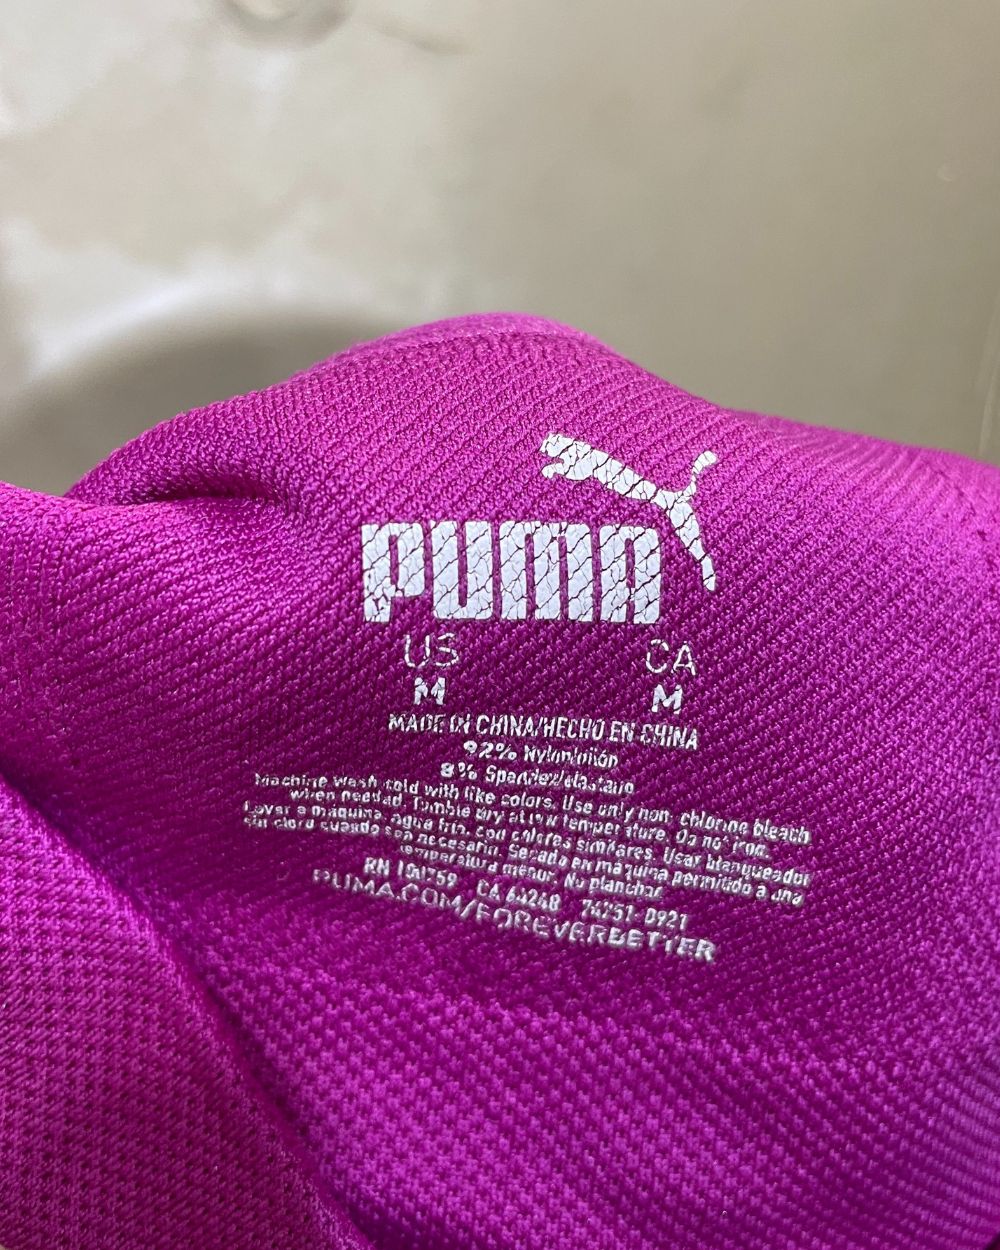 PUMA
US CA
M M
MADE IN CHINA/HECHO EN CHINA
92% Nylon/nilón
8% Spandex/elastano
Machine wash cold with like colors. Use only non-chlorine bleach
when needed. Tumble dry at low temperature. Do not iron.
Lavar a máquina, agua fría, con colores similares. Usar blanqueador
sin cloro cuando sea necesario. Secado en máquina permitido a una
temperatura menor. No planchar
RN 100759 CA 64248 0921
PUMA.COM/FOREVERBETTER